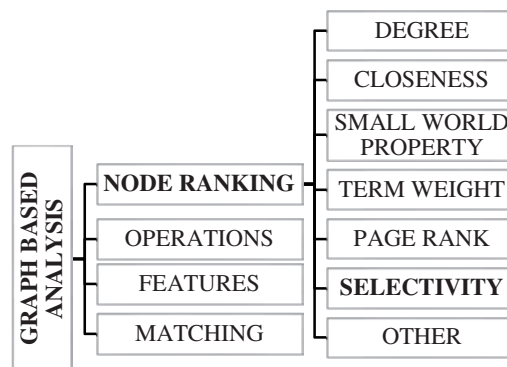 GRAPH BASED
ANALYSIS
NODE RANKING
OPERATIONS
FEATURES
MATCHING
DEGREE
CLOSENESS
SMALL WORLD
PROPERTY
TERM WEIGHT
PAGE RANK
SELECTIVITY
OTHER